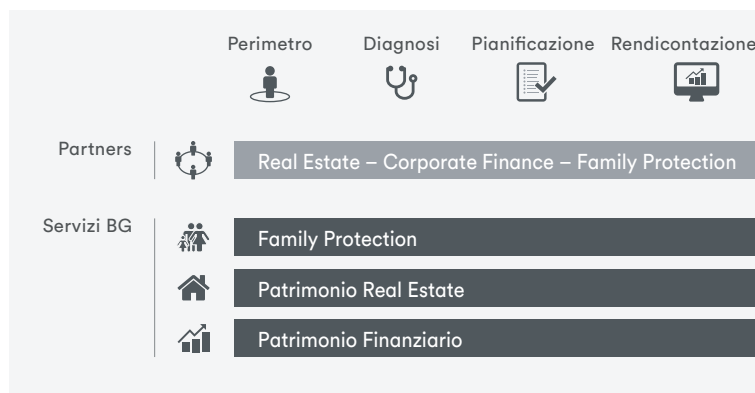 Perimetro Diagnosi Pianificazione Rendicontazione
Partners
Real Estate – Corporate Finance – Family Protection
Servizi BG
Family Protection
Patrimonio Real Estate
Patrimonio Finanziario